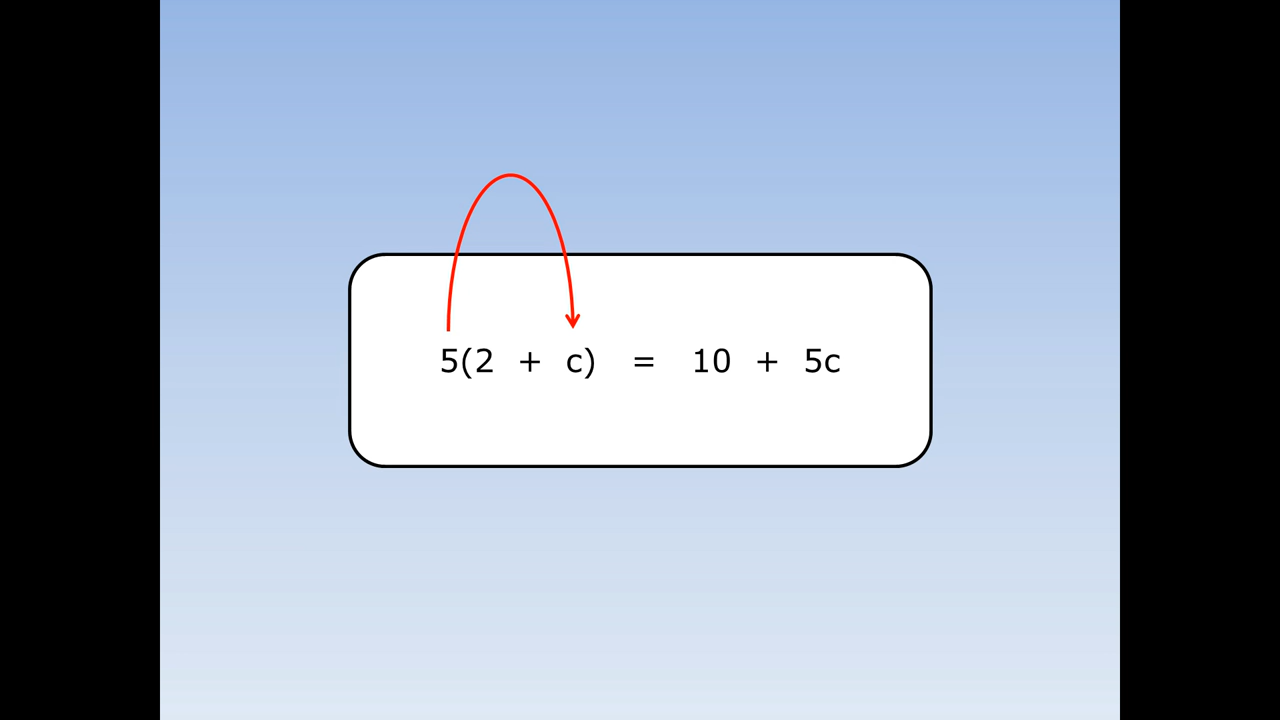 5(2 + c) = 10 + 5c